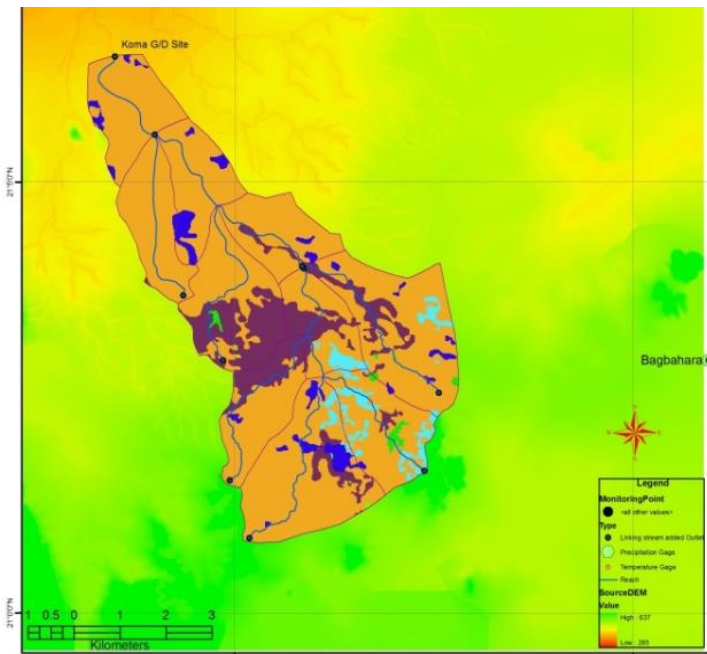 Koma G/D Site
21°5'0"N
Bagbahara
Legend
MonitoringPoint
<all other values>
Type
Linking stream added Outlet
Precipitation Gage
Temperature Gage
Reach
SourceDEM
Value
High : 637
Low : 265
21°0'0"N
1 0.5 0 1 2 3
Kilometers